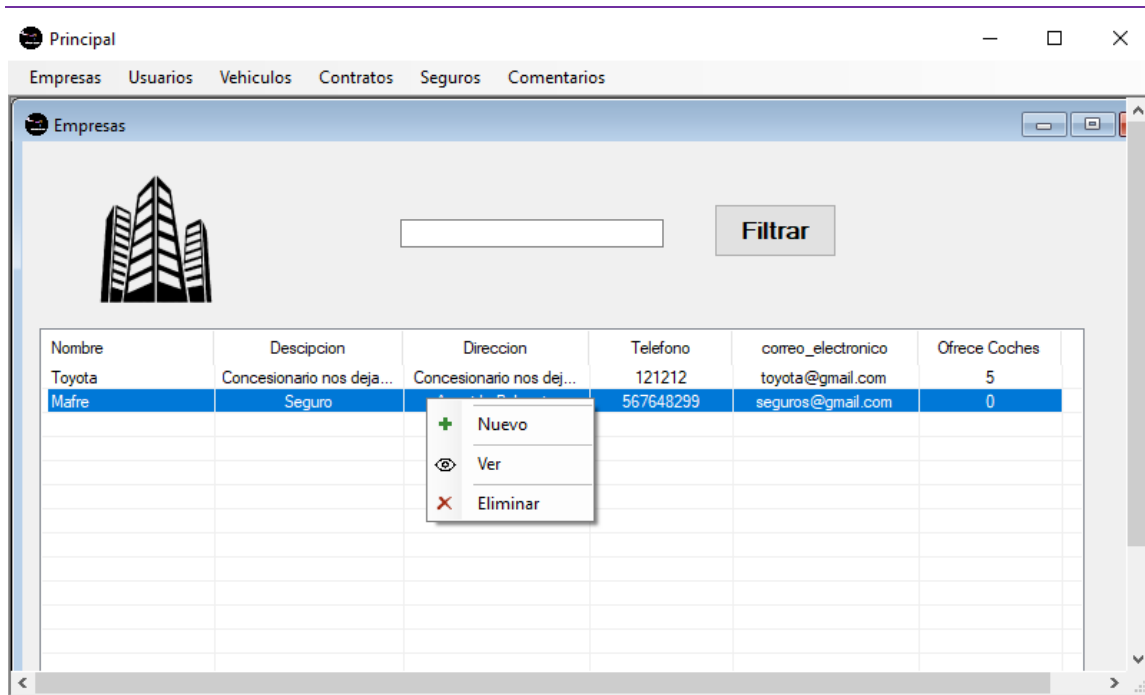 Principal
Empresas Usuarios Vehiculos Contratos Seguros Comentarios
Empresas
Filtrar
Nombre Descipcion Direccion Telefono correo_electronico Ofrece Coches
Toyota Concesionario nos deja... Concesionario nos dej... 121212 toyota@gmail.com 5
Mafre Seguro 567648299 seguros@gmail.com 0
Nuevo
Ver
Eliminar